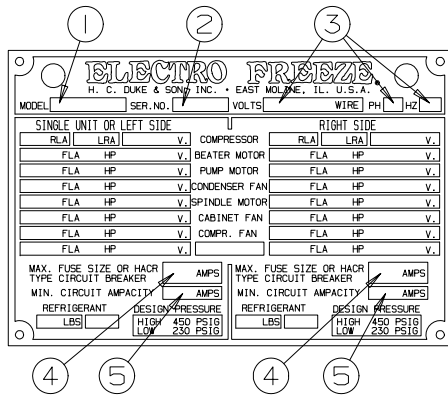 1 2 3
ELECTRO FREEZE
H. C. DUKE & SON, INC. • EAST MOLINE, IL. U.S.A.
MODEL SER.NO. VOLTS WIRE PH HZ
SINGLE UNIT OR LEFT SIDE RIGHT SIDE
RLA LRA V. COMPRESSOR RLA LRA V.
FLA HP V. BEATER MOTOR FLA HP V.
FLA HP V. PUMP MOTOR FLA HP V.
FLA HP V. CONDENSER FAN FLA HP V.
FLA HP V. SPINDLE MOTOR FLA HP V.
FLA HP V. CABINET FAN FLA HP V.
FLA HP V. COMPR. FAN FLA HP V.
FLA HP V. FLA HP V.
MAX. FUSE SIZE OR HACR MAX. FUSE SIZE OR HACR
TYPE CIRCUIT BREAKER AMPS TYPE CIRCUIT BREAKER AMPS
MIN. CIRCUIT AMPACITY AMPS MIN. CIRCUIT AMPACITY AMPS
REFRIGERANT DESIGN PRESSURE REFRIGERANT DESIGN PRESSURE
LBS HIGH 450 PSIG LBS HIGH 450 PSIG
LOW 230 PSIG LOW 230 PSIG
4 5 4 5